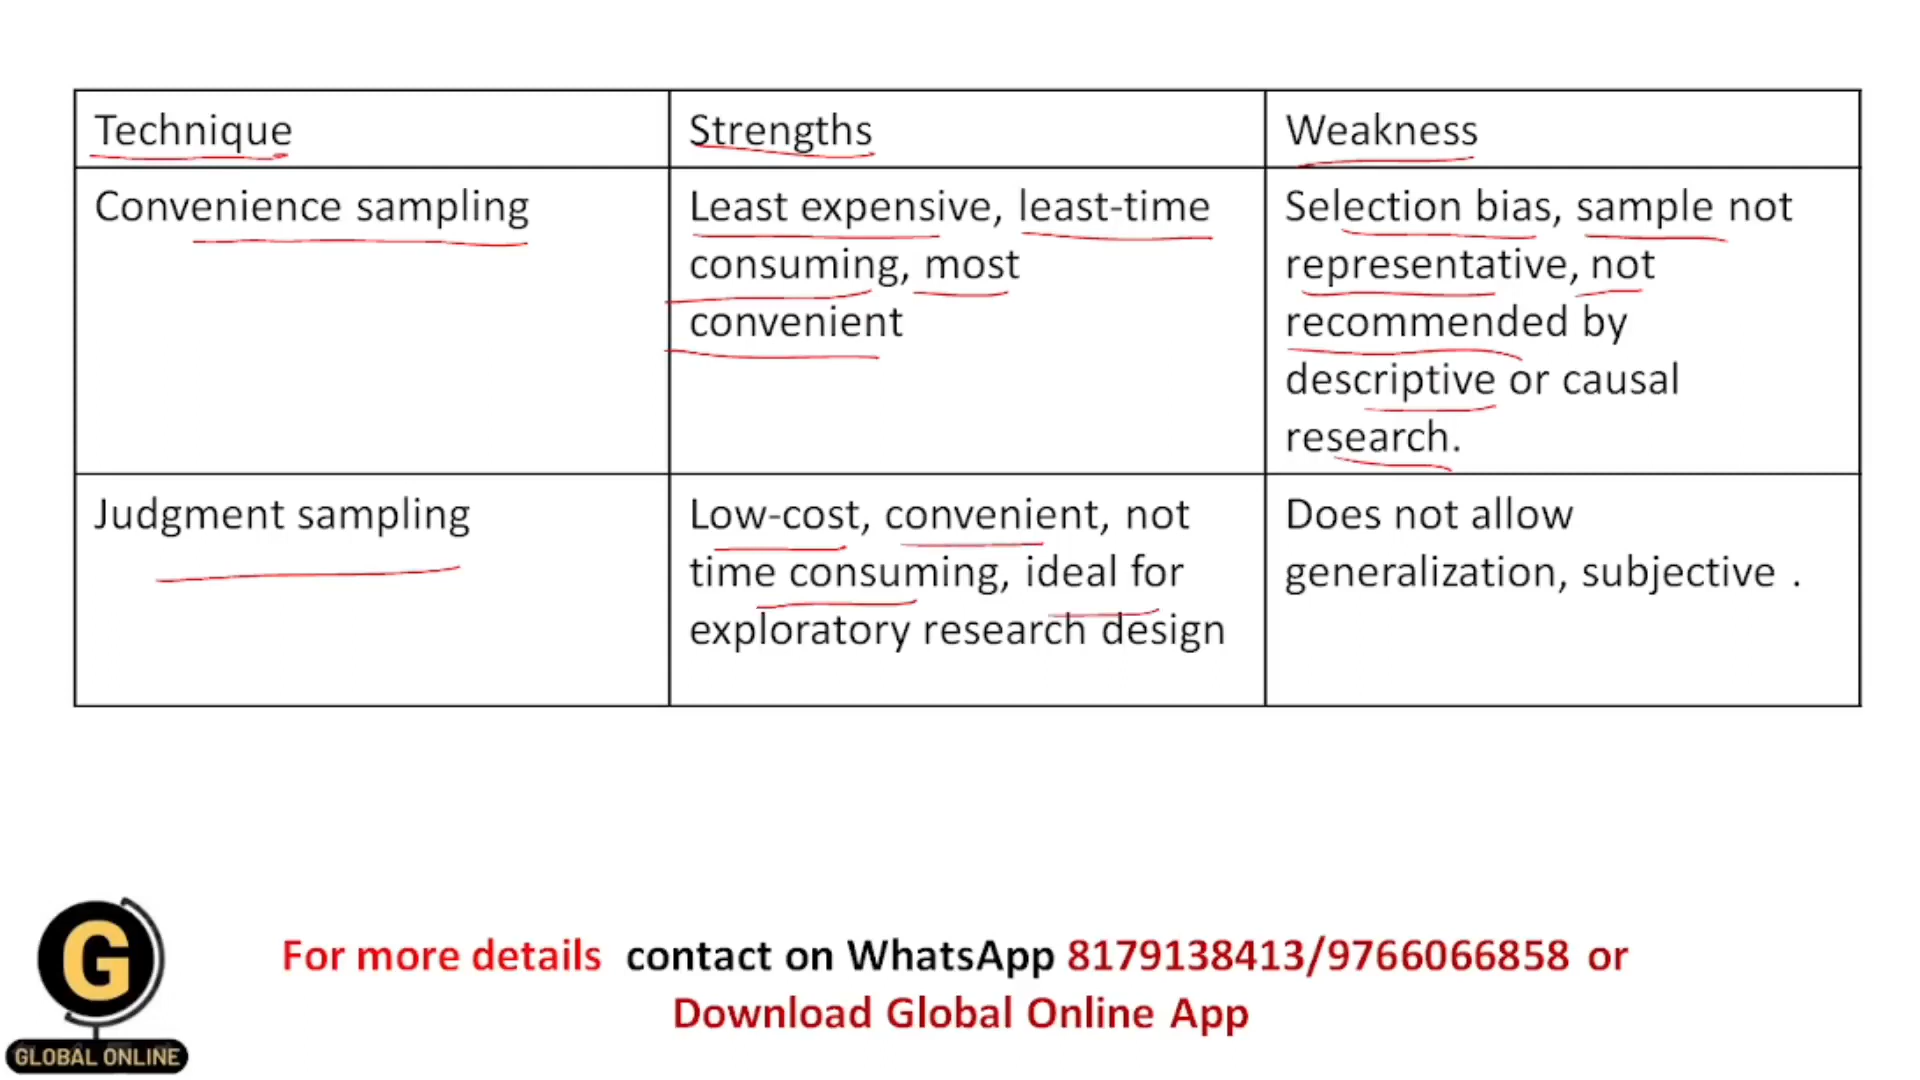 Technique
Strengths
Weakness
Convenience sampling
Least expensive, least-time
consuming, most
convenient
Selection bias, sample not
representative, not
recommended by
descriptive or causal
research.
Judgment sampling
Low-cost, convenient, not
time consuming, ideal for
exploratory research design
Does not allow
generalization, subjective .
For more details contact on WhatsApp 8179138413/9766066858 or
Download Global Online App
G
GLOBAL ONLINE